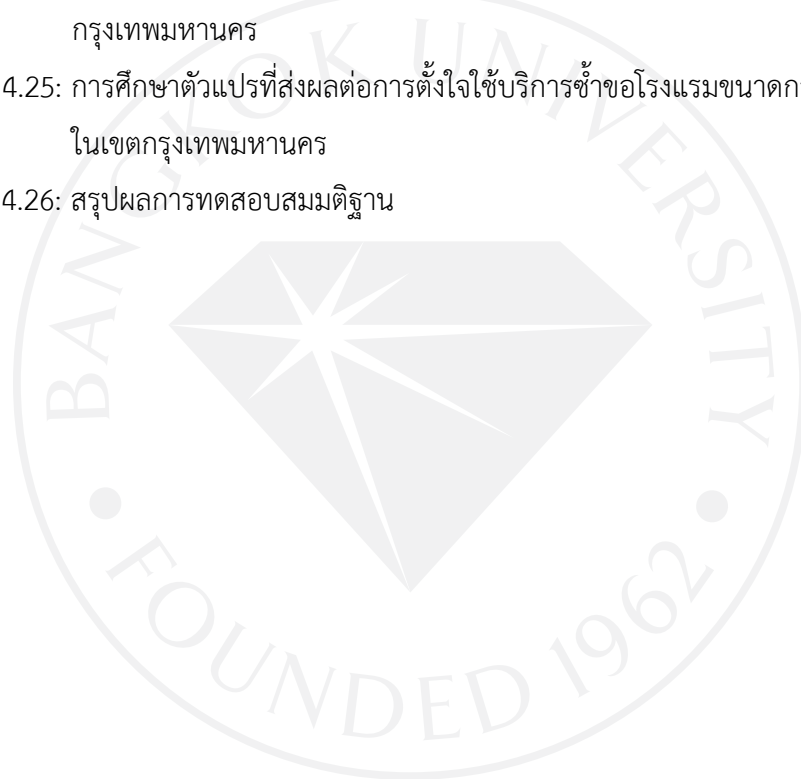 กรุงเทพมหานคร
4.25: การศึกษาตัวแปรที่ส่งผลต่อการตั้งใจใช้บริการซ้ำขอโรงแรมขนาดก
ในเขตกรุงเทพมหานคร
4.26: สรุปผลการทดสอบสมมติฐาน
BANGKOK UNIVERSITY
FOUNDED 1962